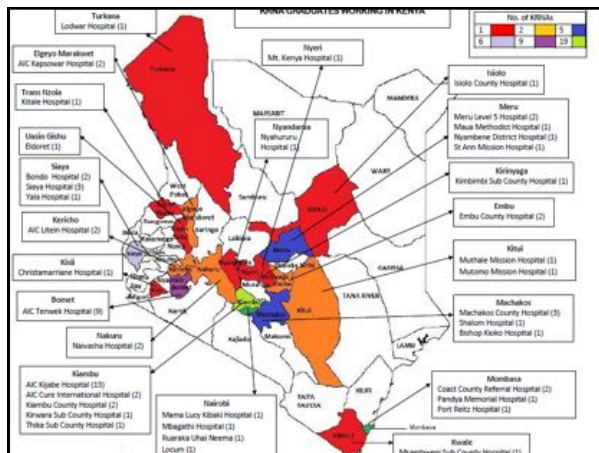 KRNA GRADUATES WORKING IN KENYA
No. of KRNAs
1
2
5
6
9
19
Turkana
Lodwar Hospital (1)
Elgeyo Marakwet
AIC Kapsowar Hospital (2)
Trans Nzoia
Kitale Hospital (1)
Uasin Gishu
Eldoret (1)
Siaya
Bondo Hospital (2)
Siaya Hospital (3)
Yala Hospital (1)
Kericho
AIC Litein Hospital (2)
Kisii
Christamarriane Hospital (1)
Bomet
AIC Tenwek Hospital (9)
Nakuru
Naivasha Hospital (2)
Kiambu
AIC Kijabe Hospital (13)
AIC Cure International Hospital (2)
Kiambu County Hospital (2)
Kirwara Sub County Hospital (1)
Thika Sub County Hospital (1)
Nairobi
Mama Lucy Kibaki Hospital (1)
Mbagathi Hospital (1)
Ruaraka Uhai Neema (1)
Locum (1)
Nyeri
Mt. Kenya Hospital (1)
Nyandarua
Nyahururu
Hospital (1)
Isiolo
Isiolo County Hospital (1)
Meru
Meru Level 5 Hospital (2)
Maua Methodist Hospital (1)
Nyambene District Hospital (1)
St Ann Mission Hospital (1)
Kirinyaga
Kimbimbi Sub County Hospital (1)
Embu
Embu County Hospital (2)
Kitui
Muthale Mission Hospital (1)
Mutomo Mission Hospital (1)
Machakos
Machakos County Hospital (3)
Shalom Hospital (1)
Bishop Kioko Hospital (1)
Mombasa
Coast County Referral Hospital (2)
Pandya Memorial Hospital (1)
Port Reitz Hospital (1)
Kwale
Turkana
MARSABIT
MANDERA
WAJIR
Samburu
ISIOLO
West
Pokot
Baringo
Laikipia
Meru
GARISSA
TANA RIVER
Kitui
Nakuru
Narok
Kajiado
Machakos
Makueni
LAMU
KILIFI
TAITA
TAVETA
KWALE
Mombasa